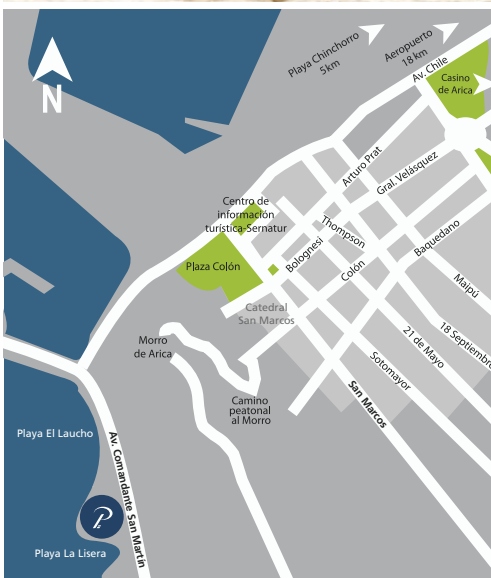 Playa Chinchorro
5km
Aeropuerto
18 km
Av. Chile
Casino
de Arica
N
Arturo Prat
Gral. Velásquez
Centro de
información
turística-Sernatur
Thompson
Bolognesi
Baquedano
Plaza Colón
Colón
Maipú
Catedral
San Marcos
18 Septiembre
Morro
de Arica
21 de Mayo
Sotomayor
Camino
peatonal
al Morro
San Marcos
Playa El Laucho
Av. Comandante San Martín
P
Playa La Lisera